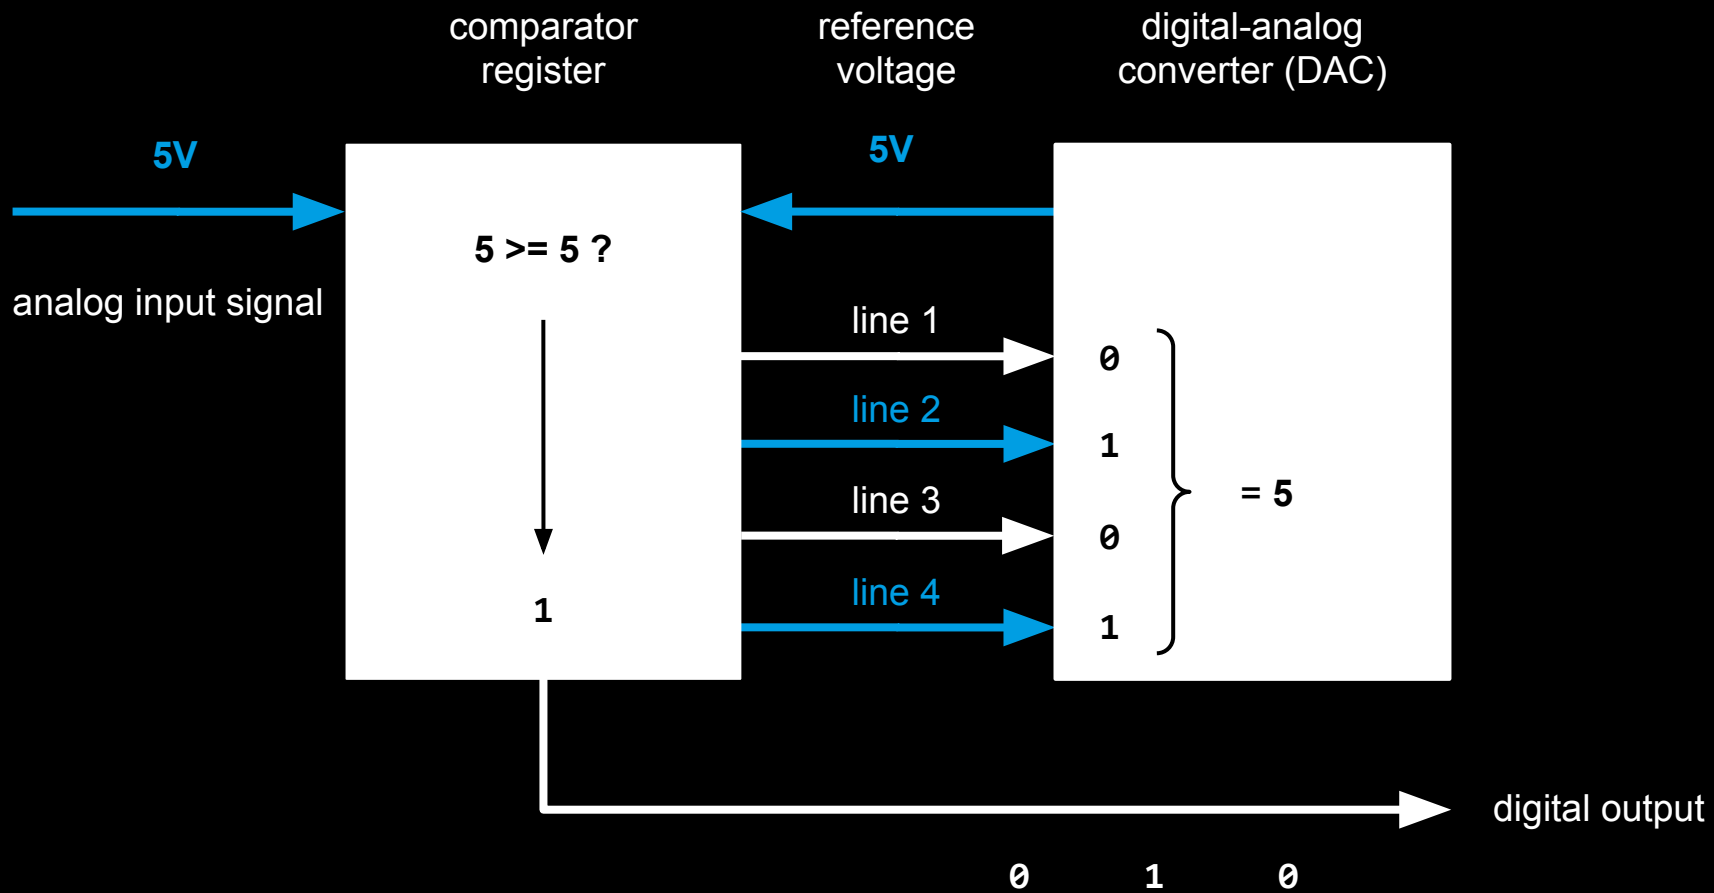 comparator
register
reference
voltage
digital-analog
converter (DAC)
5V
5V
5 >= 5 ?
analog input signal
line 1
0
line 2
1
= 5
line 3
0
line 4
1
1
digital output
0 1 0